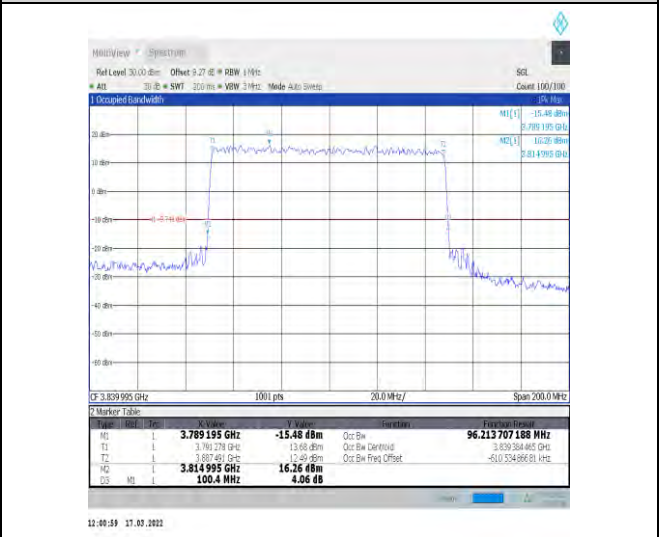 MultiView Spectrum
Ref Level 30.00 dBm Offset 9.27 dB RBW 1 MHz SGL
Att 30 dB SWT 200 ms VBW 3 MHz Mode Auto Sweep Count 100/100
1 Occupied Bandwidth 1Pk Max
M1[1] -15.48 dBm
3.789 195 GHz
M2[1] 16.26 dBm
3.814 995 GHz
20 dBm
T1
T2
10 dBm
0 dBm
-10 dBm
-20 dBm
-30 dBm
-40 dBm
-50 dBm
-60 dBm
CF 3.839 995 GHz 1001 pts 20.0 MHz/ Span 200.0 MHz
2 Marker Table
Type Ref Trc X-Value Y-Value Function Function Result
M1 1 3.789 195 GHz -15.48 dBm Occ Bw 96.213 707 188 MHz
T1 1 3.791 278 GHz 13.68 dBm Occ Bw Centroid 3.839 384 465 GHz
T2 1 3.887 491 GHz 12.49 dBm Occ Bw Freq Offset -610.534 866 81 kHz
M2 1 3.814 995 GHz 16.26 dBm
D3 M1 1 100.4 MHz 4.06 dB
12:00:59 17.03.2022